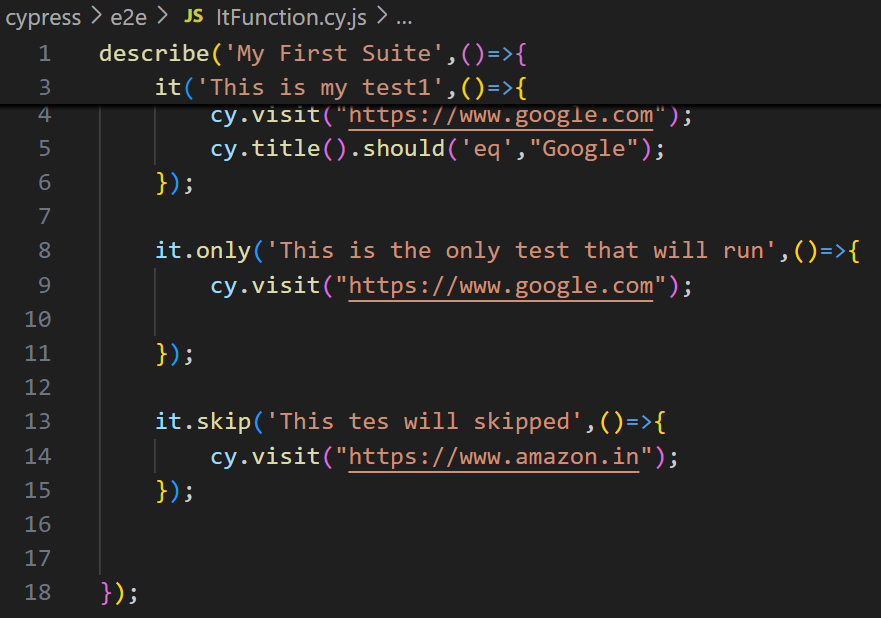 cypress > e2e > JS ItFunction.cy.js > ...
1 describe('My First Suite',()=>{
3     it('This is my test1',()=>{
4         cy.visit("https://www.google.com");
5         cy.title().should('eq',"Google");
6     });
7
8     it.only('This is the only test that will run',()=>{
9         cy.visit("https://www.google.com");
10
11     });
12
13     it.skip('This tes will skipped',()=>{
14         cy.visit("https://www.amazon.in");
15     });
16
17
18 });